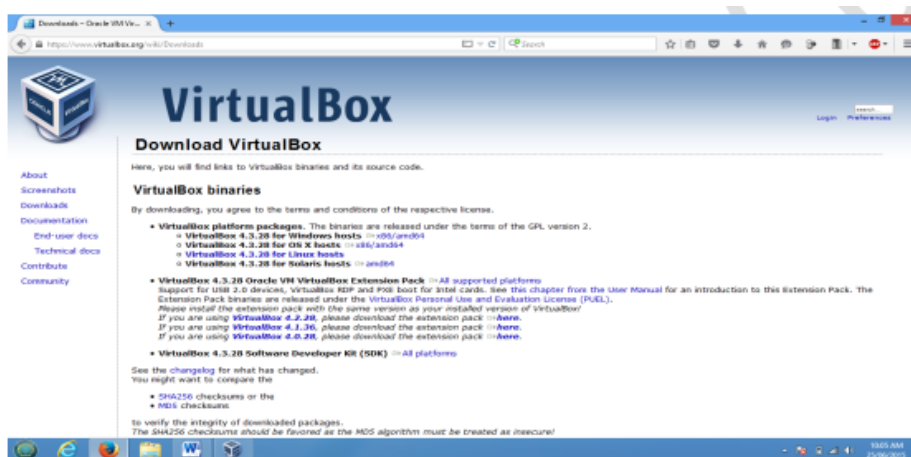 Downloads – Oracle VM Vir...
https://www.virtualbox.org/wiki/Downloads
Search
VirtualBox
search...
Login Preferences
Download VirtualBox
Here, you will find links to VirtualBox binaries and its source code.
About
Screenshots
Downloads
Documentation
End-user docs
Technical docs
Contribute
Community
VirtualBox binaries
By downloading, you agree to the terms and conditions of the respective license.
• VirtualBox platform packages. The binaries are released under the terms of the GPL version 2.
○ VirtualBox 4.3.28 for Windows hosts x86/amd64
○ VirtualBox 4.3.28 for OS X hosts x86/amd64
○ VirtualBox 4.3.28 for Linux hosts
○ VirtualBox 4.3.28 for Solaris hosts amd64
• VirtualBox 4.3.28 Oracle VM VirtualBox Extension Pack All supported platforms
Support for USB 2.0 devices, VirtualBox RDP and PXE boot for Intel cards. See this chapter from the User Manual for an introduction to this Extension Pack. The
Extension Pack binaries are released under the VirtualBox Personal Use and Evaluation License (PUEL).
Please install the extension pack with the same version as your installed version of VirtualBox!
If you are using VirtualBox 4.2.28, please download the extension pack here.
If you are using VirtualBox 4.1.36, please download the extension pack here.
If you are using VirtualBox 4.0.28, please download the extension pack here.
• VirtualBox 4.3.28 Software Developer Kit (SDK) All platforms
See the changelog for what has changed.
You might want to compare the
• SHA256 checksums or the
• MD5 checksums
to verify the integrity of downloaded packages.
The SHA256 checksums should be favored as the MD5 algorithm must be treated as insecure!
10:05 AM
25/06/2015